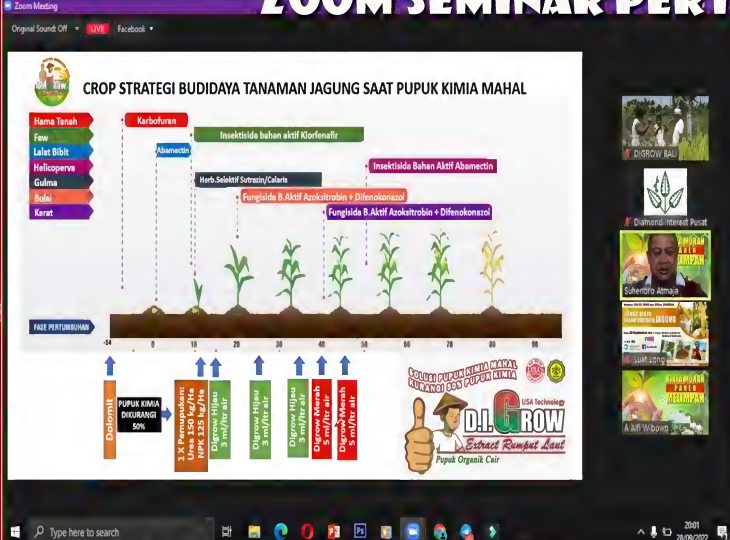 ZOOM SEMINAR PERT
Zoom Meeting
Original Sound: Off
LIVE
Facebook
CROP STRATEGI BUDIDAYA TANAMAN JAGUNG SAAT PUPUK KIMIA MAHAL
Hama Tanah
Karbofuran
Faw
Insektisida bahan aktif Klorfenafir
Lalat Bibit
Abamectin
Helicoperva
Insektisida Bahan Aktif Abamectin
Gulma
Herb.Selektif Sutrazin/Calaris
Bulai
Fungisida B.Aktif Azoksitrobin + Difenokonazol
Karat
Fungisida B.Aktif Azoksitrobin + Difenokonazol
FASE PERTUMBUHAN
-14 0 10 20 30 40 50 60 70 80 90
Dolomit
PUPUK KIMIA
DIKURANGI
50%
1 X Pemupukan:
Urea 150 kg/Ha
NPK 125 kg/Ha
Digrow Hijau
3 ml/ltr air
Digrow Hijau
3 ml/ltr air
Digrow Hijau
3 ml/ltr air
Digrow Merah
5 ml/ltr air
Digrow Merah
5 ml/ltr air
SOLUSI PUPUK KIMIA MAHAL
KURANGI 50% PUPUK KIMIA
USA Technology
D.I.GROW
Extract Rumput Laut
Pupuk Organik Cair
DIGROW BALI
Diamond Interest Pusat
Suhendro Atmaja
Luat Long
A Alfi Wibowo
Type here to search
20:01
28/09/2022